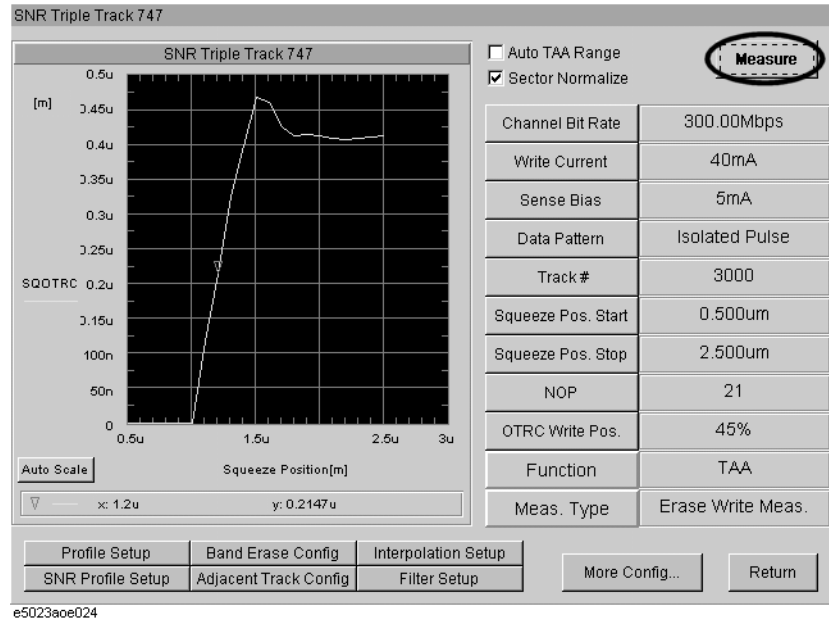 SNR Triple Track 747
SNR Triple Track 747
[m]
0.5u
0.45u
0.4u
0.35u
0.3u
0.25u
SQOTRC 0.2u
0.15u
100n
50n
0
0.5u 1.5u 2.5u 3u
Auto Scale
Squeeze Position[m]
x: 1.2u y: 0.2147u
Auto TAA Range
Sector Normalize
Measure
Channel Bit Rate 300.00Mbps
Write Current 40mA
Sense Bias 5mA
Data Pattern Isolated Pulse
Track # 3000
Squeeze Pos. Start 0.500um
Squeeze Pos. Stop 2.500um
NOP 21
OTRC Write Pos. 45%
Function TAA
Meas. Type Erase Write Meas.
Profile Setup Band Erase Config Interpolation Setup
SNR Profile Setup Adjacent Track Config Filter Setup
More Config... Return
e5023aoe024